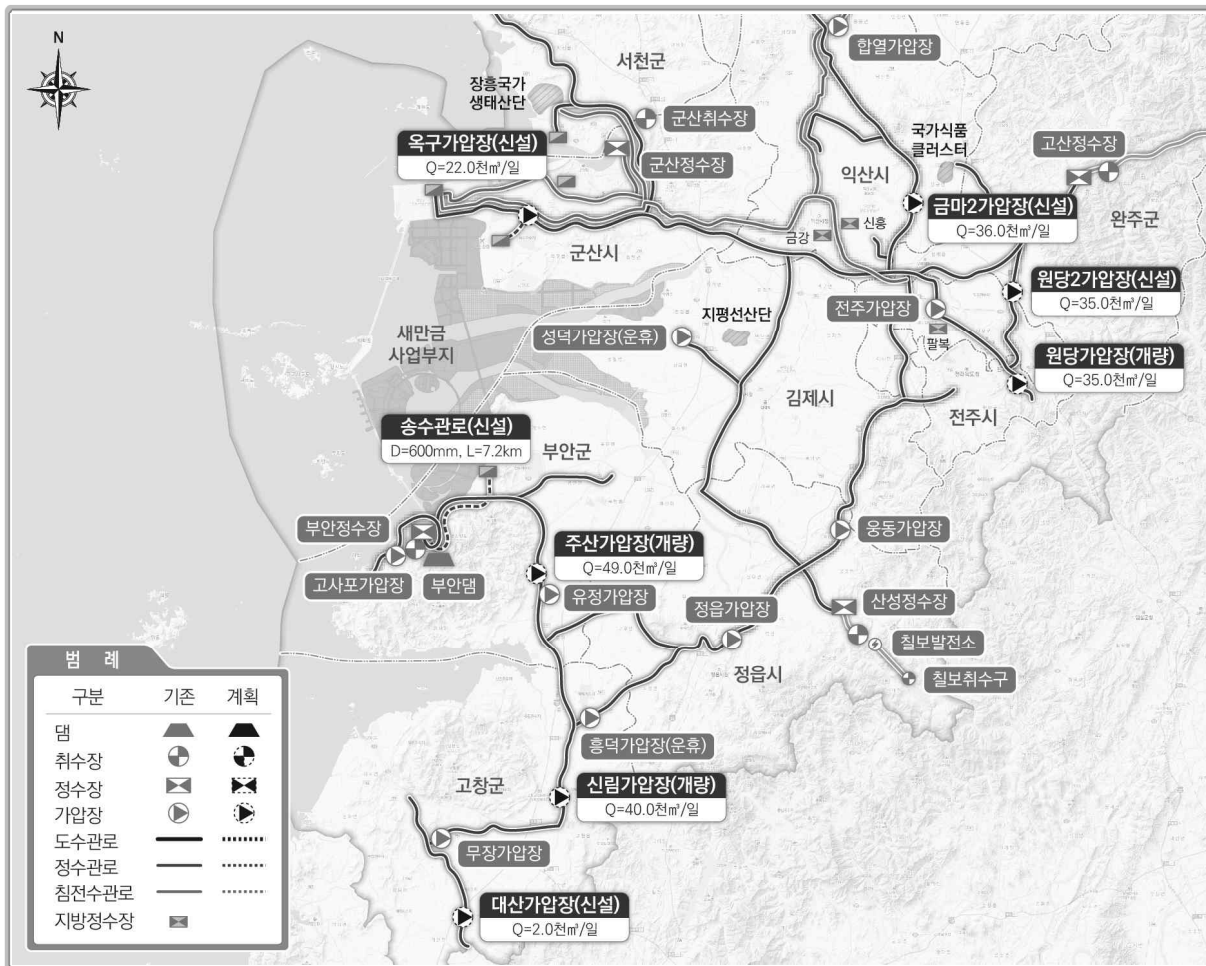 N
서천군
합열가압장
장흥국가
생태산단
군산취수장
국가식품
클러스터
고산정수장
옥구가압장(신설)
Q=22.0천㎥/일
군산정수장
익산시
금마2가압장(신설)
Q=36.0천㎥/일
완주군
신흥
금강
군산시
원당2가압장(신설)
Q=35.0천㎥/일
지평선산단
전주가압장
성덕가압장(운휴)
새만금
사업부지
팔복
원당가압장(개량)
Q=35.0천㎥/일
김제시
전주시
송수관로(신설)
D=600mm, L=7.2km
부안군
부안정수장
웅동가압장
주산가압장(개량)
Q=49.0천㎥/일
고사포가압장
부안댐
유정가압장
정읍가압장
산성정수장
칠보발전소
정읍시
칠보취수구
흥덕가압장(운휴)
고창군
신림가압장(개량)
Q=40.0천㎥/일
무장가압장
대산가압장(신설)
Q=2.0천㎥/일
범 례
구분 기존 계획
댐
취수장
정수장
가압장
도수관로
정수관로
침전수관로
지방정수장